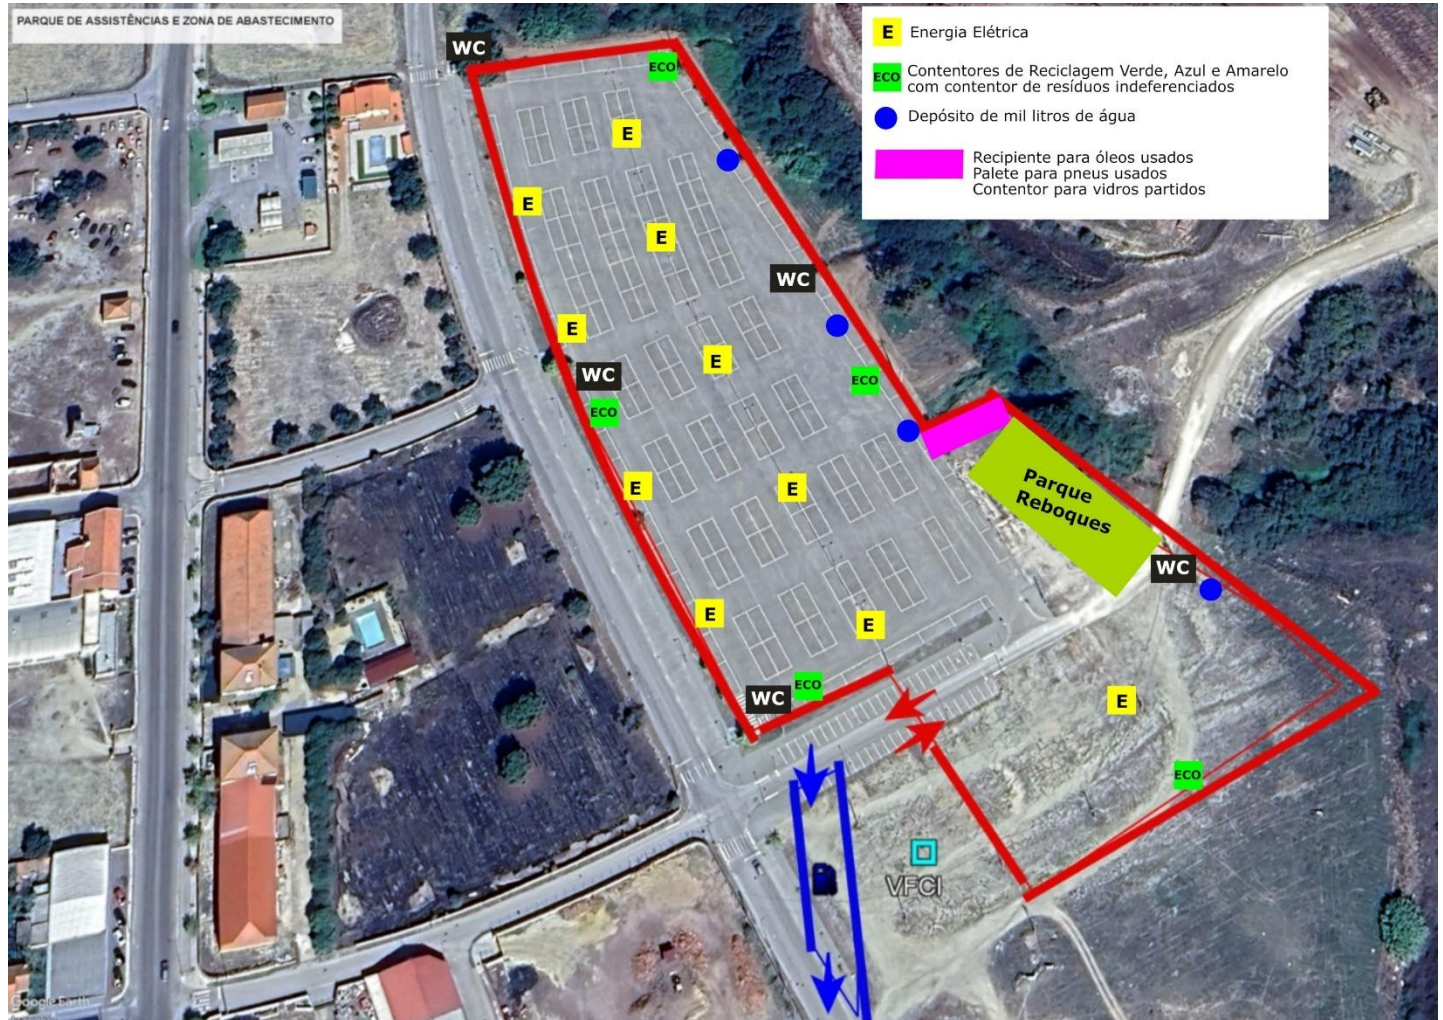 PARQUE DE ASSISTÊNCIAS E ZONA DE ABASTECIMENTO
E Energia Elétrica
ECO Contentores de Reciclagem Verde, Azul e Amarelo
com contentor de resíduos indeferenciados
Depósito de mil litros de água
Recipiente para óleos usados
Palete para pneus usados
Contentor para vidros partidos
WC
ECO
E
E
E
WC
E
E
WC
ECO
ECO
E
E
Parque
Reboques
WC
E
E
WC
ECO
E
ECO
VFCI
Google Earth